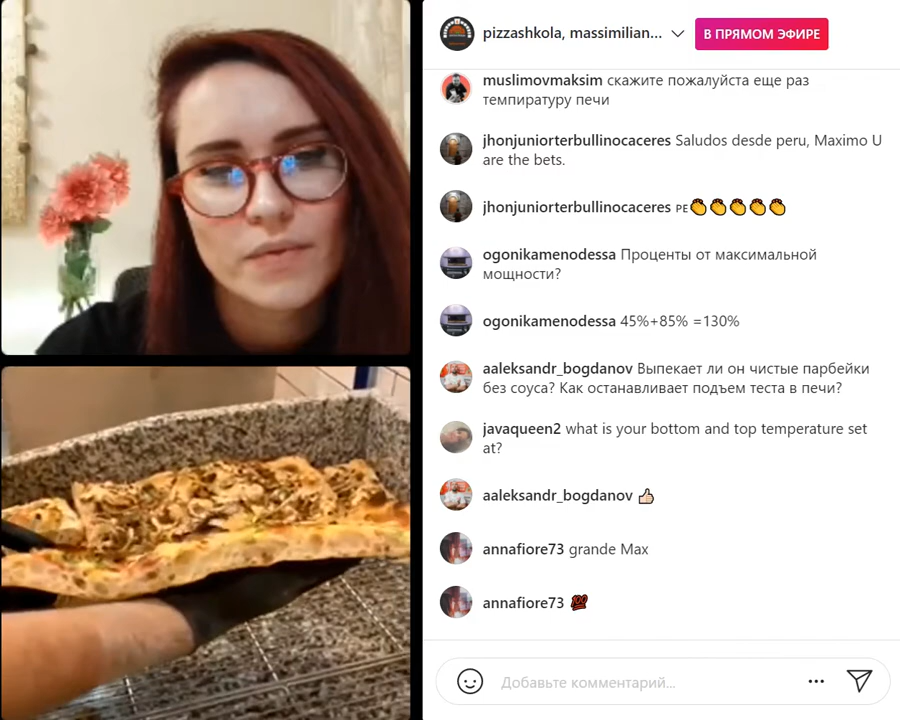 pizzashkola, massimilian...
В ПРЯМОМ ЭФИРЕ
muslimovmaksim скажите пожалуйста еще раз
темпиратуру печи
jhonjuniorterbullinocaceres Saludos desde peru, Maximo U
are the bets.
jhonjuniorterbullinocaceres ᴘᴇ👏👏👏👏👏
ogonikamenodessa Проценты от максимальной
мощности?
ogonikamenodessa 45%+85% =130%
aaleksandr_bogdanov Выпекает ли он чистые парбейки
без соуса? Как останавливает подъем теста в печи?
javaqueen2 what is your bottom and top temperature set
at?
aaleksandr_bogdanov 👍🏻
annafiore73 grande Max
annafiore73 💯
Добавьте комментарий...